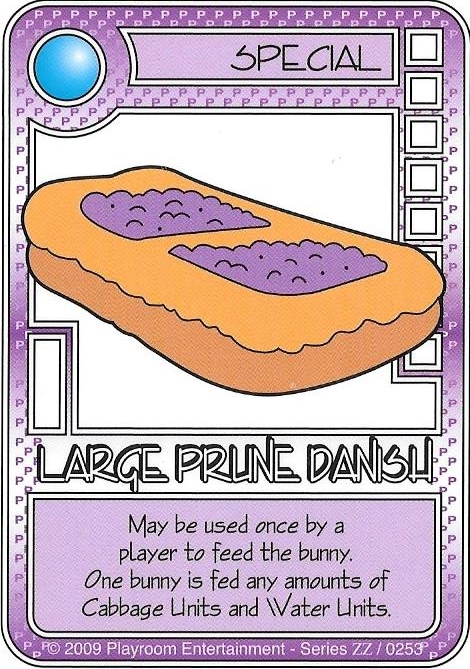 SPECIAL
LARGE PRUNE DANISH
May be used once by a
player to feed the bunny.
One bunny is fed any amounts of
Cabbage Units and Water Units.
© 2009 Playroom Entertainment - Series ZZ / 0253